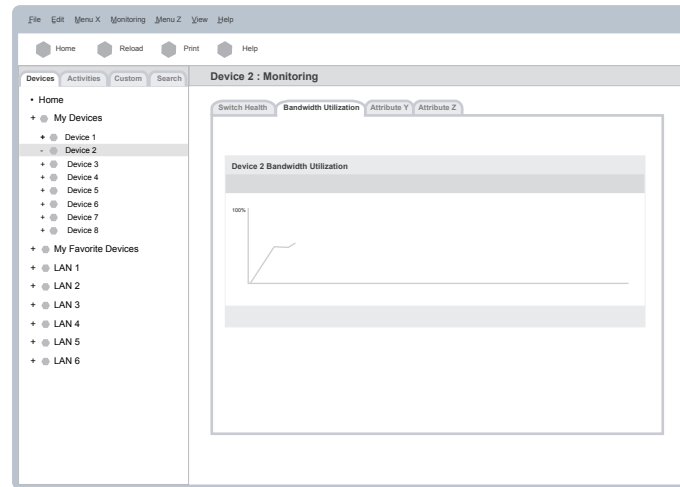 File Edit Menu X Monitoring Menu Z View Help
Home Reload Print Help
Devices Activities Custom Search
Device 2 : Monitoring
• Home
+ My Devices
+ Device 1
- Device 2
+ Device 3
+ Device 4
+ Device 5
+ Device 6
+ Device 7
+ Device 8
+ My Favorite Devices
+ LAN 1
+ LAN 2
+ LAN 3
+ LAN 4
+ LAN 5
+ LAN 6
Switch Health Bandwidth Utilization Attribute Y Attribute Z
Device 2 Bandwidth Utilization
100%